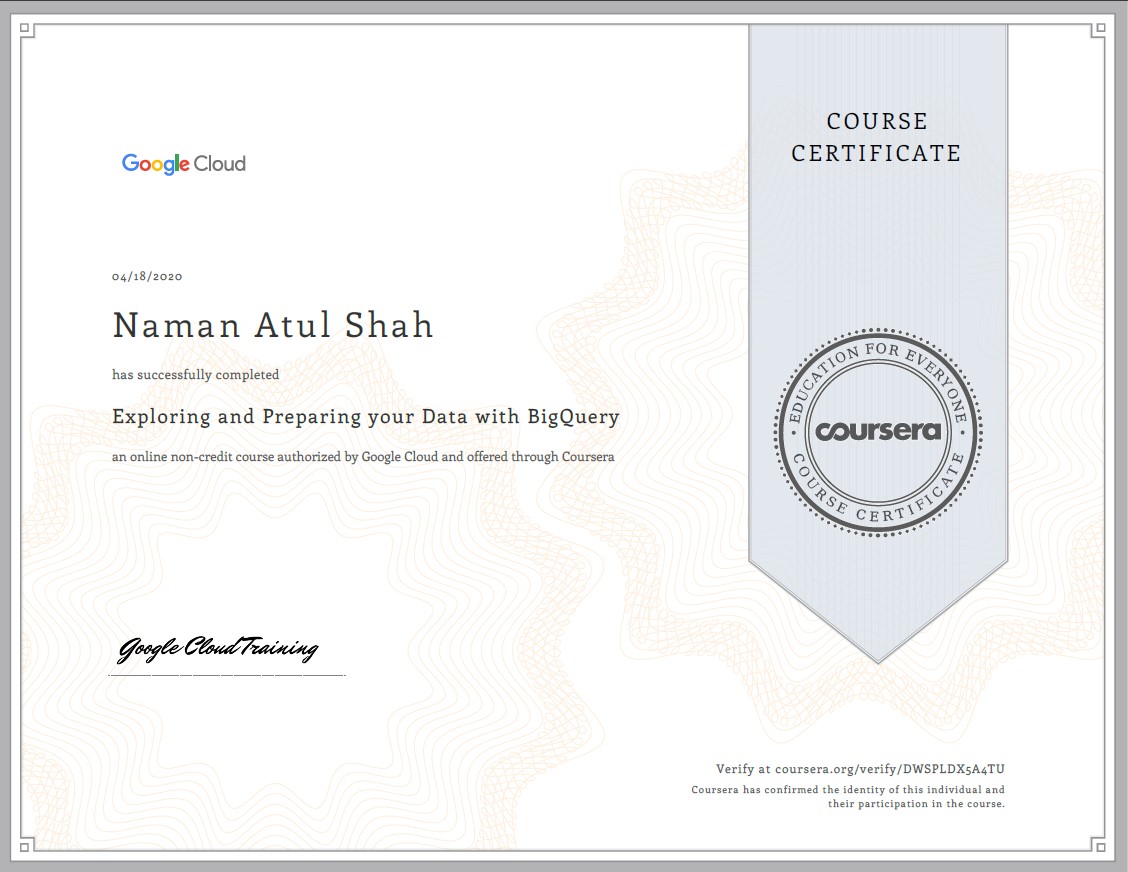 COURSE
CERTIFICATE
Google Cloud
04/18/2020
Naman Atul Shah
has successfully completed
Exploring and Preparing your Data with BigQuery
an online non-credit course authorized by Google Cloud and offered through Coursera
EDUCATION FOR EVERYONE
coursera
COURSE CERTIFICATE
Google Cloud Training
Verify at coursera.org/verify/DWSPLDX5A4TU
Coursera has confirmed the identity of this individual and
their participation in the course.